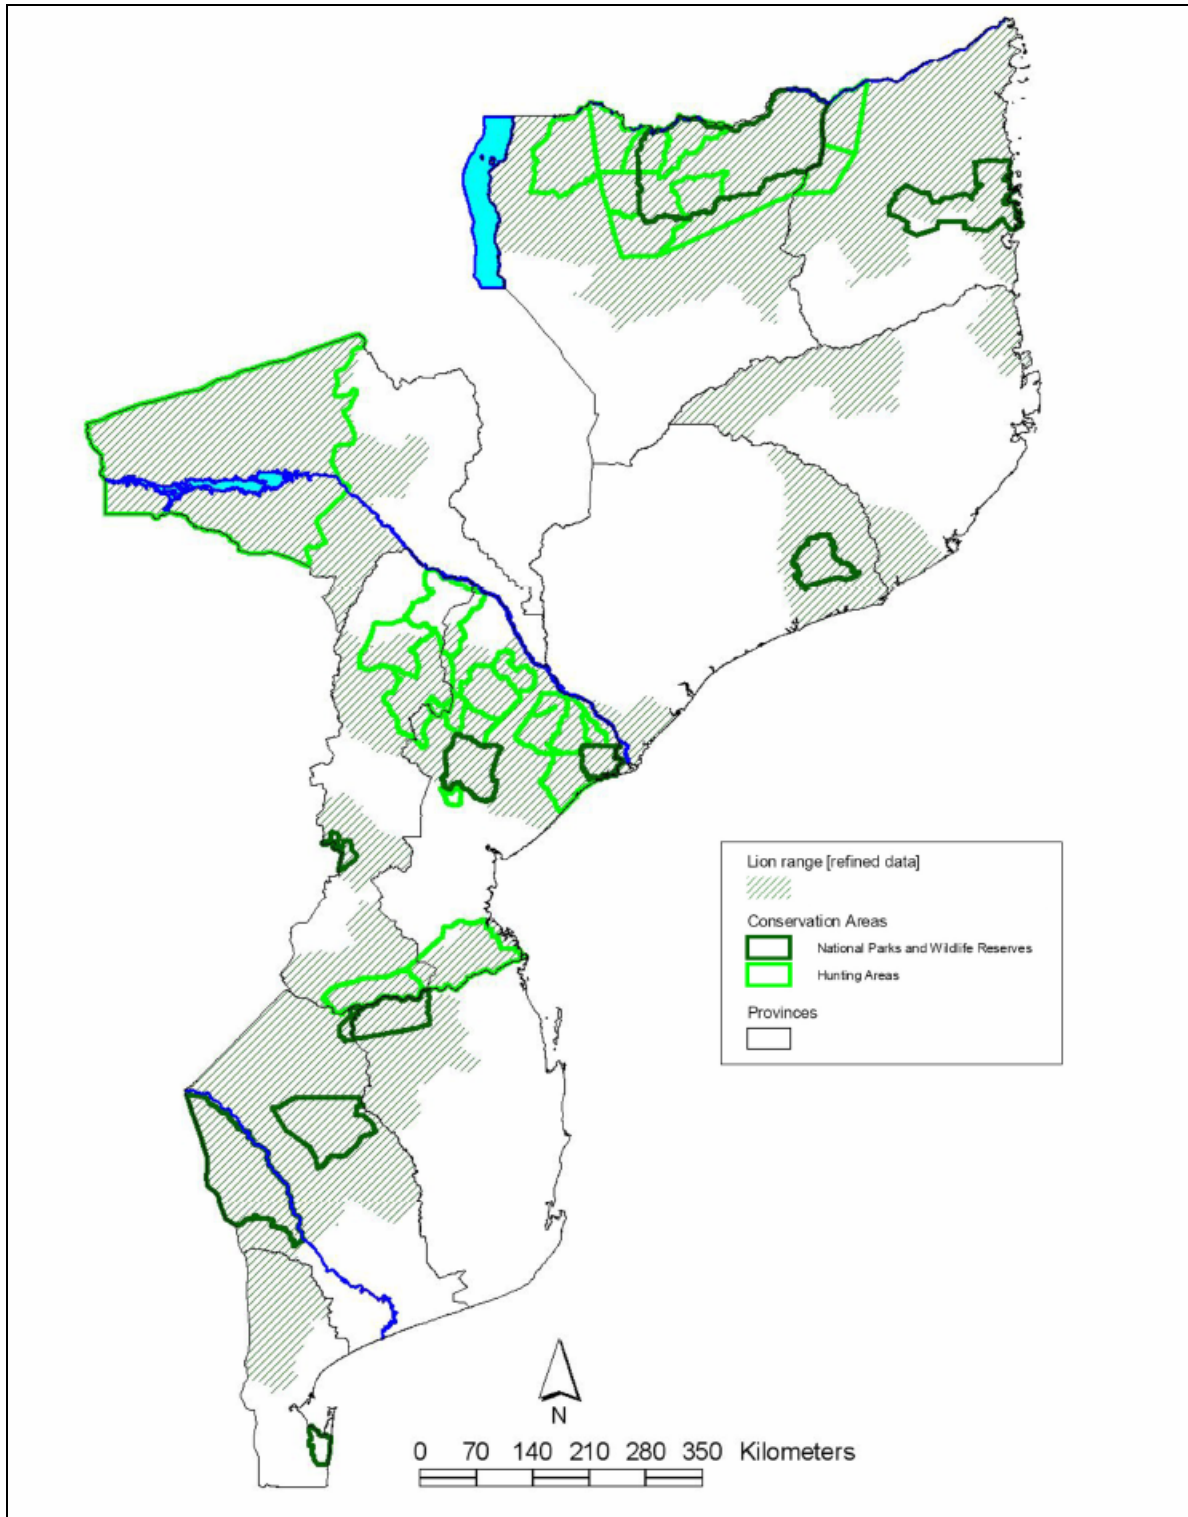 Lion range [refined data]
Conservation Areas
National Parks and Wildlife Reserves
Hunting Areas
Provinces
N
0 70 140 210 280 350 Kilometers